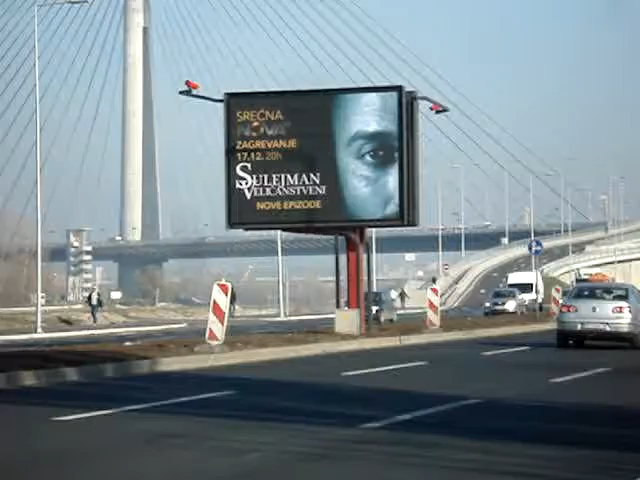 SREĆNA
NOVA
ZAGREVANJE
17.12. 20h
SULEJMAN
VELIČANSTVENI
NOVE EPIZODE